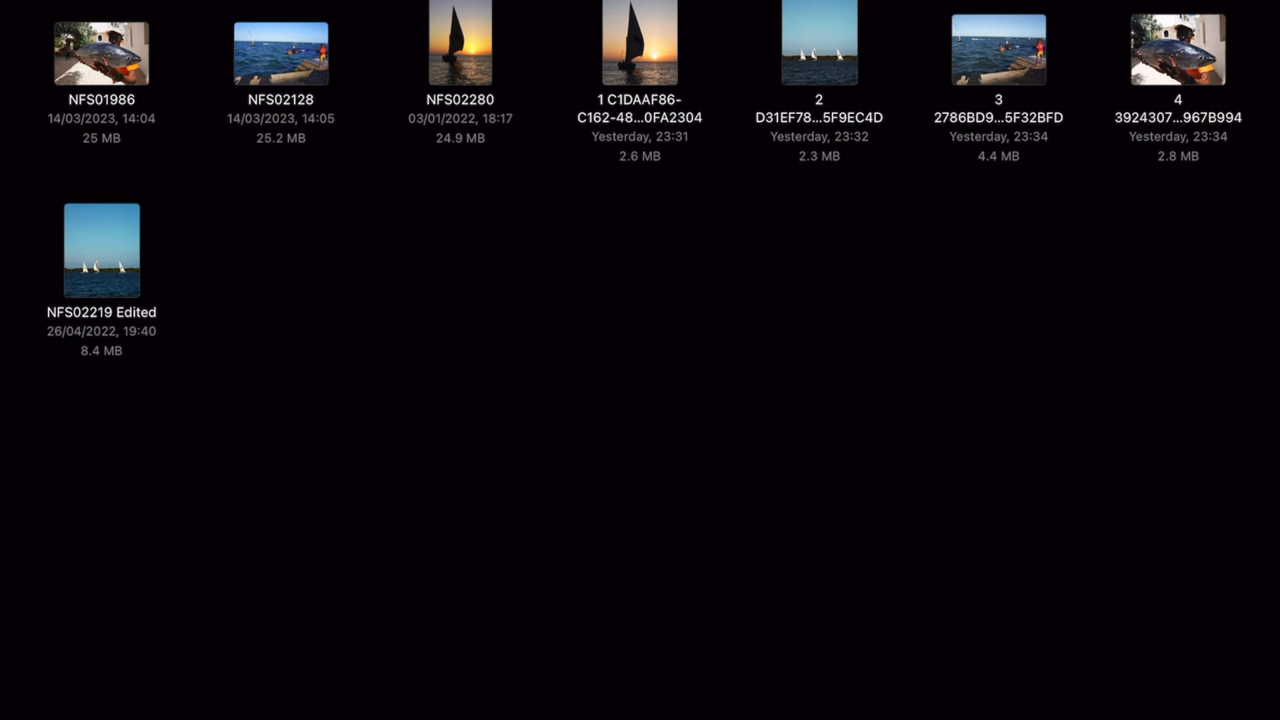 NFS01986
14/03/2023, 14:04
25 MB
NFS02128
14/03/2023, 14:05
25.2 MB
NFS02280
03/01/2022, 18:17
24.9 MB
1 C1DAAF86-
C162-48...0FA2304
Yesterday, 23:31
2.6 MB
2
D31EF78...5F9EC4D
Yesterday, 23:32
2.3 MB
3
2786BD9...5F32BFD
Yesterday, 23:34
4.4 MB
4
3924307...967B994
Yesterday, 23:34
2.8 MB
NFS02219 Edited
26/04/2022, 19:40
8.4 MB